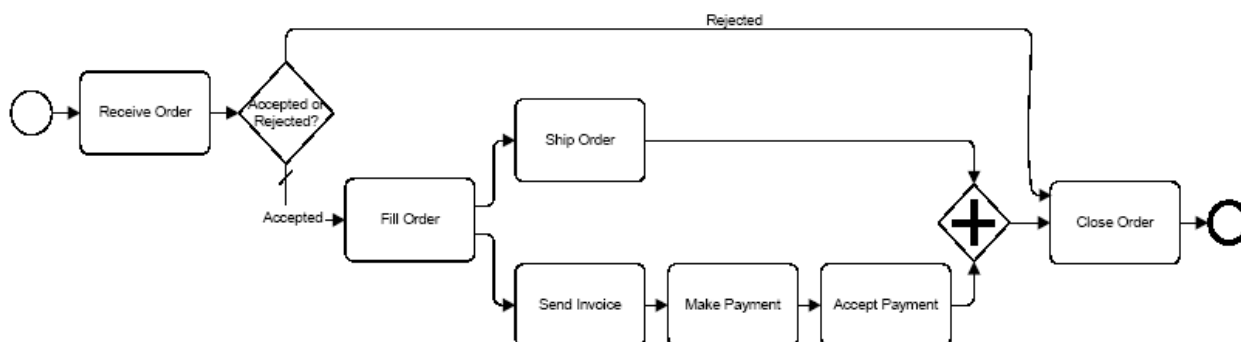 Rejected
Receive Order
Accepted or
Rejected?
Ship Order
Accepted
Fill Order
Close Order
Send Invoice
Make Payment
Accept Payment